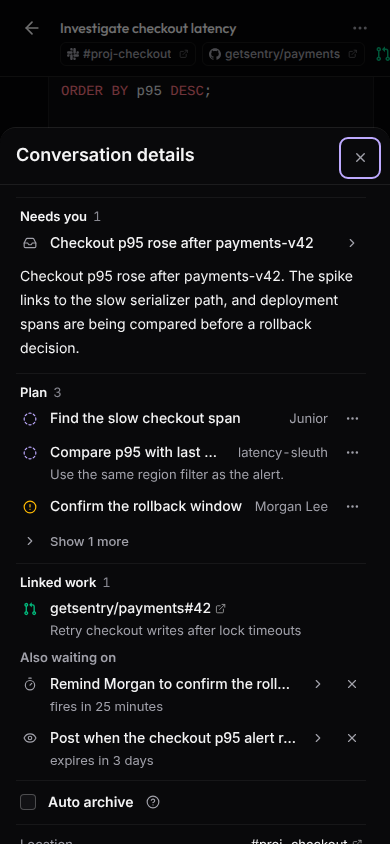 Investigate checkout latency
#proj-checkout
getsentry/payments
ORDER BY p95 DESC;
Conversation details
Needs you 1
Checkout p95 rose after payments-v42
Checkout p95 rose after payments-v42. The spike
links to the slow serializer path, and deployment
spans are being compared before a rollback
decision.
Plan 3
Find the slow checkout span Junior
Compare p95 with last ... latency-sleuth
Use the same region filter as the alert.
Confirm the rollback window Morgan Lee
Show 1 more
Linked work 1
getsentry/payments#42
Retry checkout writes after lock timeouts
Also waiting on
Remind Morgan to confirm the roll...
fires in 25 minutes
Post when the checkout p95 alert r...
expires in 3 days
Auto archive
Location #proj-checkout